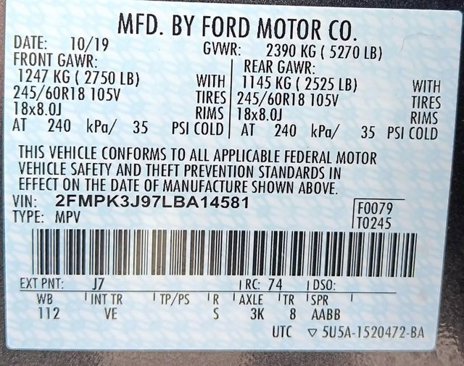 MFD. BY FORD MOTOR CO.
DATE: 10/19 GVWR: 2390 KG (5270 LB)
FRONT GAWR: REAR GAWR:
1247 KG (2750 LB) WITH 1145 KG (2525 LB) WITH
245/60R18 105V TIRES 245/60R18 105V TIRES
18x8.0J RIMS 18x8.0J RIMS
AT 240 kPa/ 35 PSI COLD AT 240 kPa/ 35 PSI COLD
THIS VEHICLE CONFORMS TO ALL APPLICABLE FEDERAL MOTOR
VEHICLE SAFETY AND THEFT PREVENTION STANDARDS IN
EFFECT ON THE DATE OF MANUFACTURE SHOWN ABOVE.
VIN: 2FMPK3J97LBA14581 F0079
TYPE: MPV T0245
EXT PNT: J7 RC: 74 DSO:
WB INT TR TP/PS R AXLE TR SPR
112 VE S 3K 8 AABB
UTC ▽ 5U5A-1520472-BA